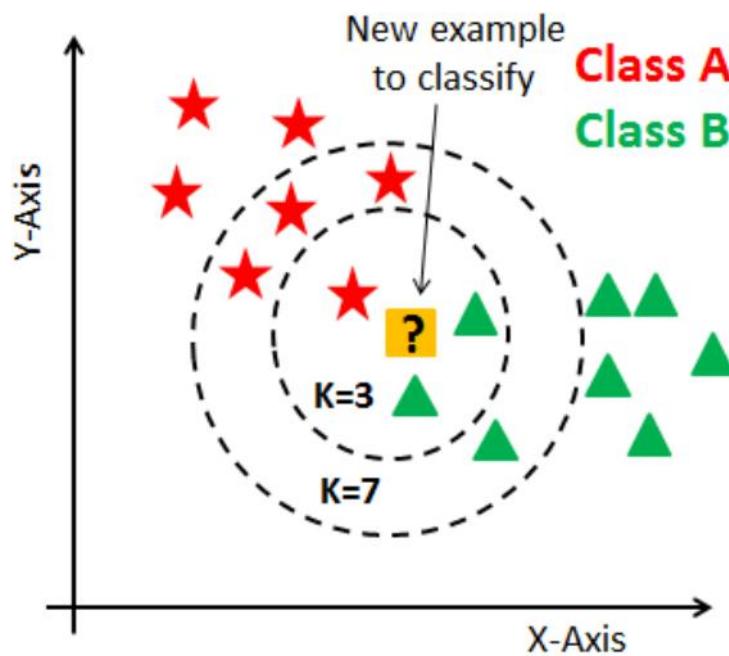 New example
to classify
Class A
Class B
Y-Axis
?
K=3
K=7
X-Axis